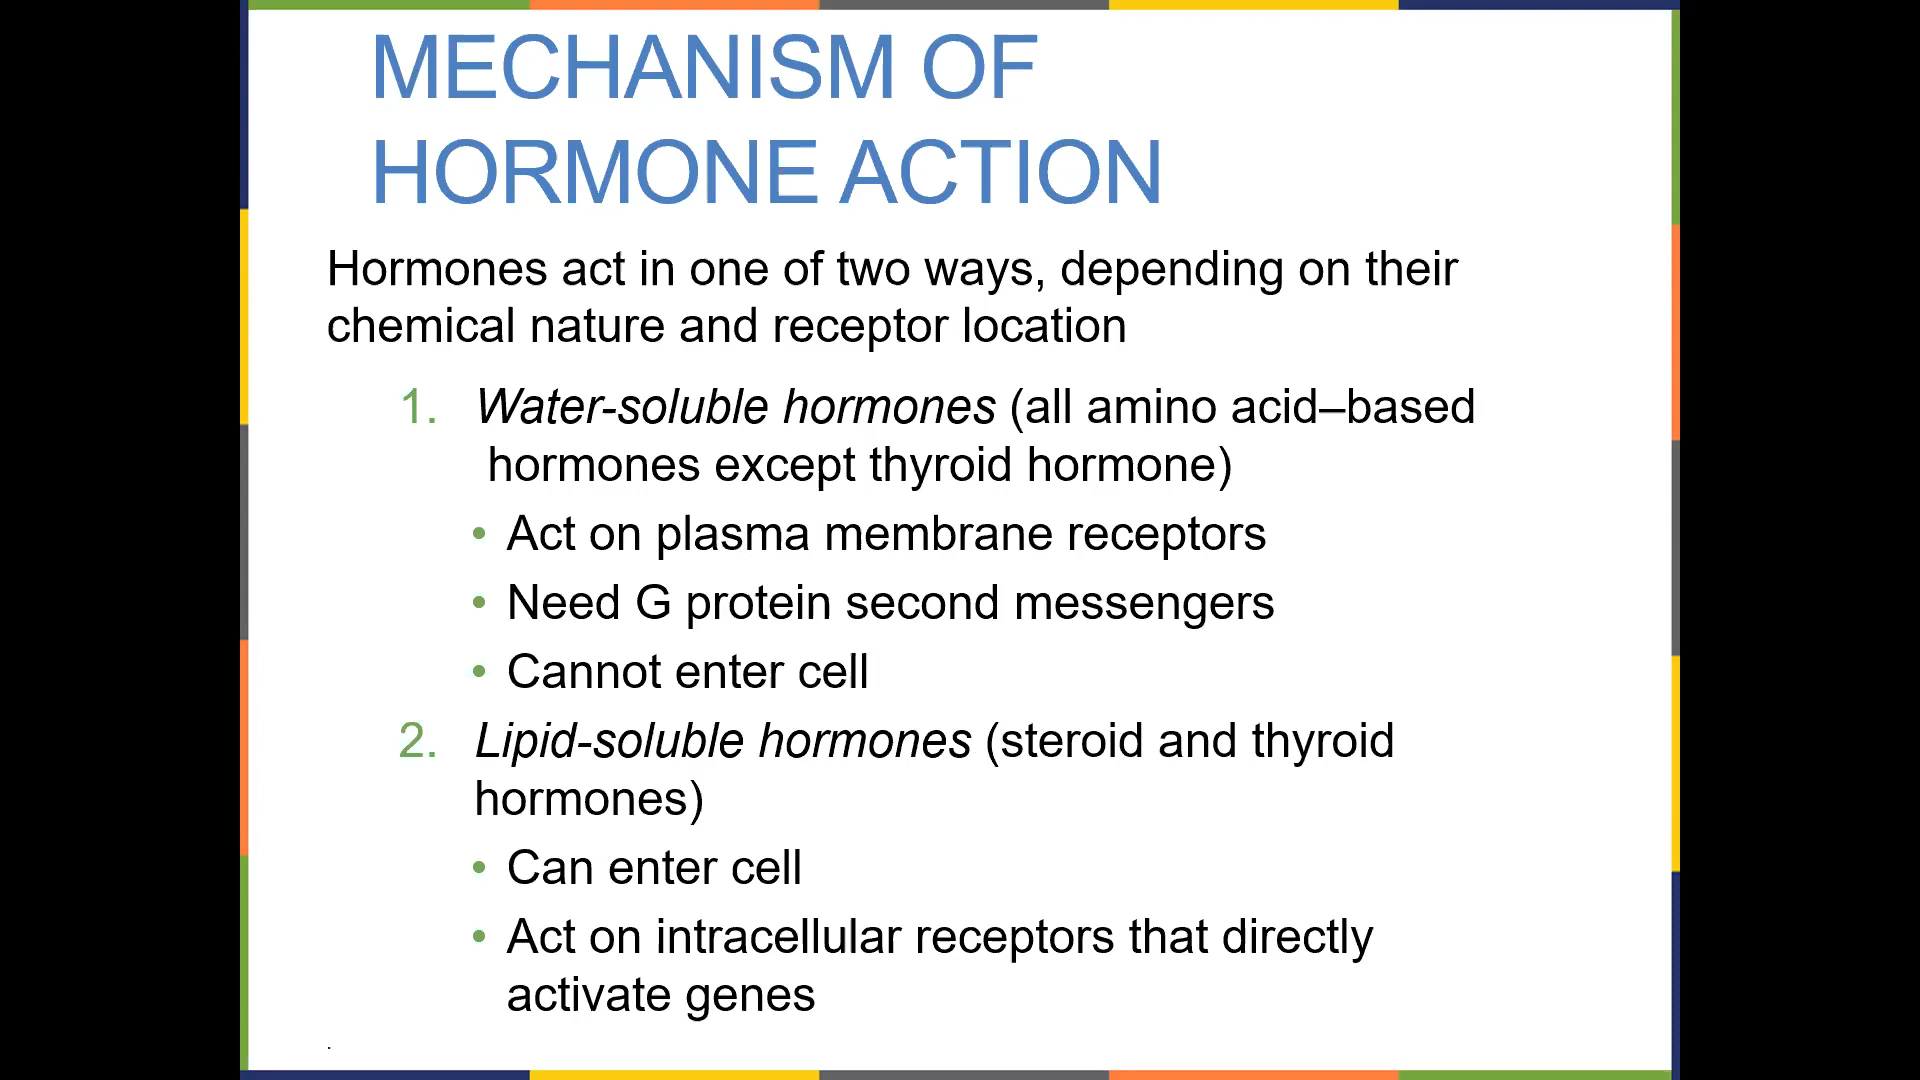 MECHANISM OF
HORMONE ACTION
Hormones act in one of two ways, depending on their
chemical nature and receptor location
1. Water-soluble hormones (all amino acid–based
hormones except thyroid hormone)
• Act on plasma membrane receptors
• Need G protein second messengers
• Cannot enter cell
2. Lipid-soluble hormones (steroid and thyroid
hormones)
• Can enter cell
• Act on intracellular receptors that directly
activate genes
.